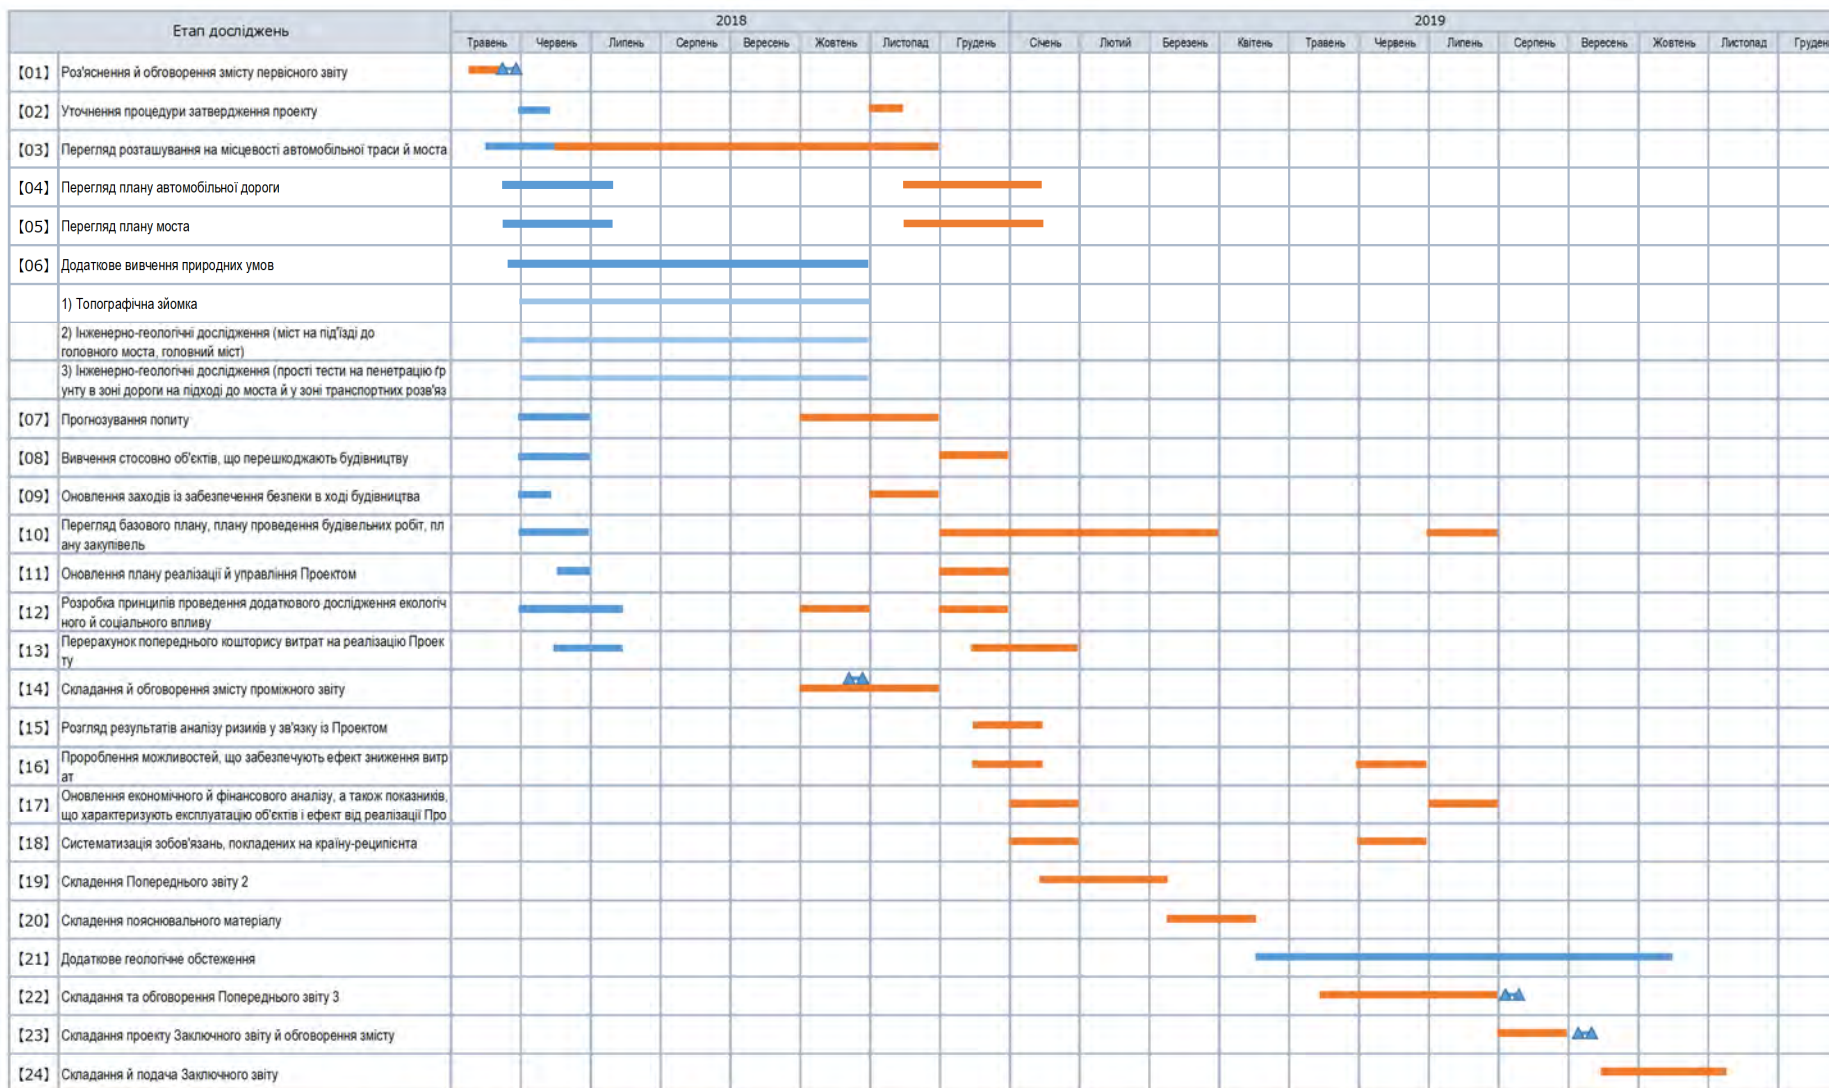 Етап досліджень
2018
2019
Травень Червень Липень Серпень Вересень Жовтень Листопад Грудень Січень Лютий Березень Квітень Травень Червень Липень Серпень Вересень Жовтень Листопад Грудень
【01】 Роз'яснення й обговорення змісту первісного звіту
【02】 Уточнення процедури затвердження проекту
【03】 Перегляд розташування на місцевості автомобільної траси й моста
【04】 Перегляд плану автомобільної дороги
【05】 Перегляд плану моста
【06】 Додаткове вивчення природних умов
1) Топографічна зйомка
2) Інженерно-геологічні дослідження (міст на під'їзді до
головного моста, головний міст)
3) Інженерно-геологічні дослідження (прості тести на пенетрацію ґр
унту в зоні дороги на підході до моста й у зоні транспортних розв'яз
【07】 Прогнозування попиту
【08】 Вивчення стосовно об'єктів, що перешкоджають будівництву
【09】 Оновлення заходів із забезпечення безпеки в ході будівництва
【10】 Перегляд базового плану, плану проведення будівельних робіт, пл
ану закупівель
【11】 Оновлення плану реалізації й управління Проектом
【12】 Розробка принципів проведення додаткового дослідження екологіч
ного й соціального впливу
【13】 Перерахунок попереднього кошторису витрат на реалізацію Проек
ту
【14】 Складання й обговорення змісту проміжного звіту
【15】 Розгляд результатів аналізу ризиків у зв'язку із Проектом
【16】 Пророблення можливостей, що забезпечують ефект зниження витр
ат
【17】 Оновлення економічного й фінансового аналізу, а також показників,
що характеризують експлуатацію об'єктів і ефект від реалізації Про
【18】 Систематизація зобов'язань, покладених на країну-реципієнта
【19】 Складення Попереднього звіту 2
【20】 Складення пояснювального матеріалу
【21】 Додаткове геологічне обстеження
【22】 Складання та обговорення Попереднього звіту 3
【23】 Складання проекту Заключного звіту й обговорення змісту
【24】 Складання й подача Заключного звіту